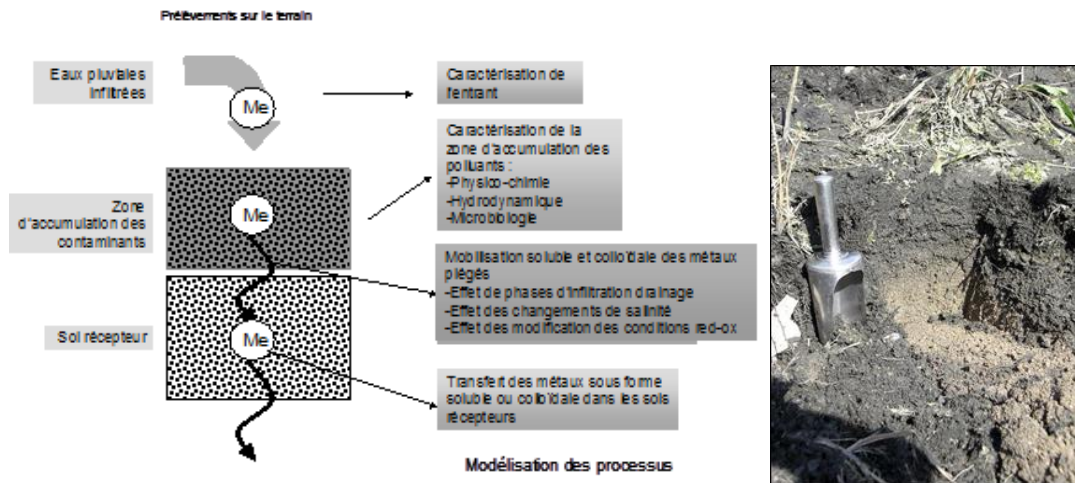 Prélèvements sur le terrain
Eaux pluviales
infiltrées
Me
Caractérisation de
l'entrant
Caractérisation de la
zone d'accumulation des
polluants :
-Physico-chimie
-Hydrodynamique
-Microbiologie
Zone
d'accumulation des
contaminants
Me
Mobilisation soluble et colloïdale des métaux
piégés
-Effet de phases d'infiltration drainage
-Effet des changements de salinité
-Effet des modification des conditions red-ox
Sol récepteur
Me
Transfert des métaux sous forme
soluble ou colloïdale dans les sols
récepteurs
Modélisation des processus